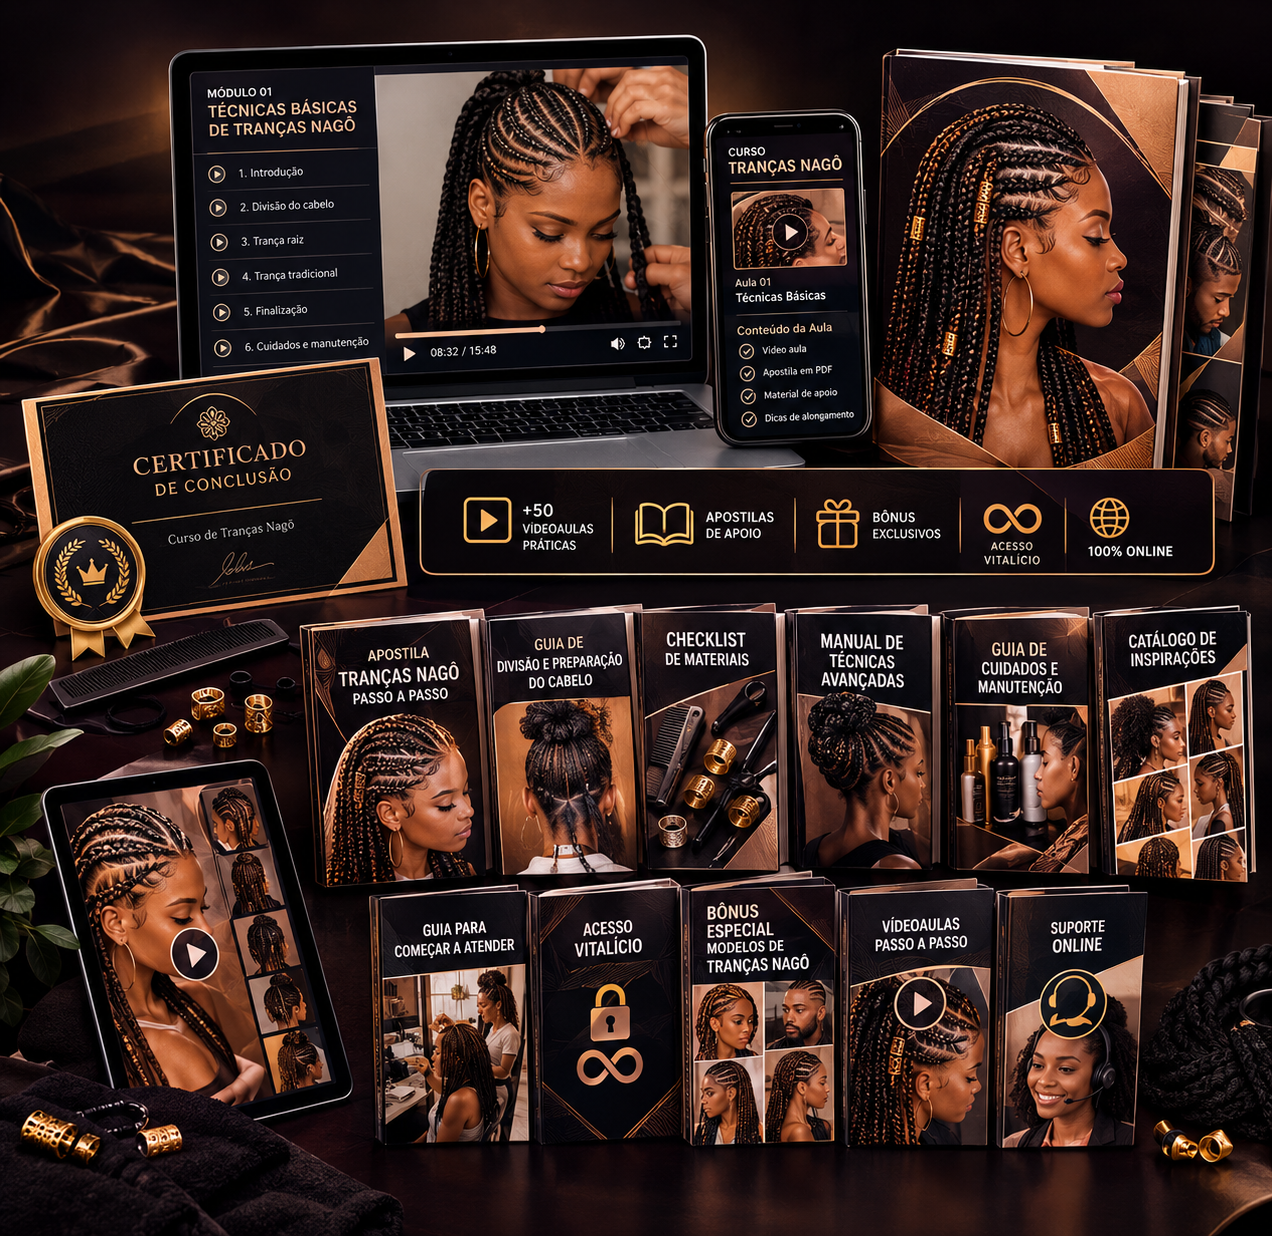 MÓDULO 01
TÉCNICAS BÁSICAS
DE TRANÇAS NAGÔ
1. Introdução
2. Divisão do cabelo
3. Trança raiz
4. Trança tradicional
5. Finalização
6. Cuidados e manutenção
08:32 / 15:48
CURSO
TRANÇAS NAGÔ
Aula 01
Técnicas Básicas
Conteúdo da Aula
Vídeo aula
Apostila em PDF
Material de apoio
Dicas de alongamento
CERTIFICADO
DE CONCLUSÃO
Curso de Tranças Nagô
+50
VÍDEOAULAS
PRÁTICAS
APOSTILAS
DE APOIO
BÔNUS
EXCLUSIVOS
ACESSO
VITALÍCIO
100% ONLINE
APOSTILA
TRANÇAS NAGÔ
PASSO A PASSO
GUIA DE
DIVISÃO E PREPARAÇÃO
DO CABELO
CHECKLIST
DE MATERIAIS
MANUAL DE
TÉCNICAS
AVANÇADAS
GUIA DE
CUIDADOS E
MANUTENÇÃO
CATÁLOGO DE
INSPIRAÇÕES
GUIA PARA
COMEÇAR A ATENDER
ACESSO
VITALÍCIO
BÔNUS
ESPECIAL
MODELOS DE
TRANÇAS NAGÔ
VÍDEOAULAS
PASSO A PASSO
SUPORTE
ONLINE